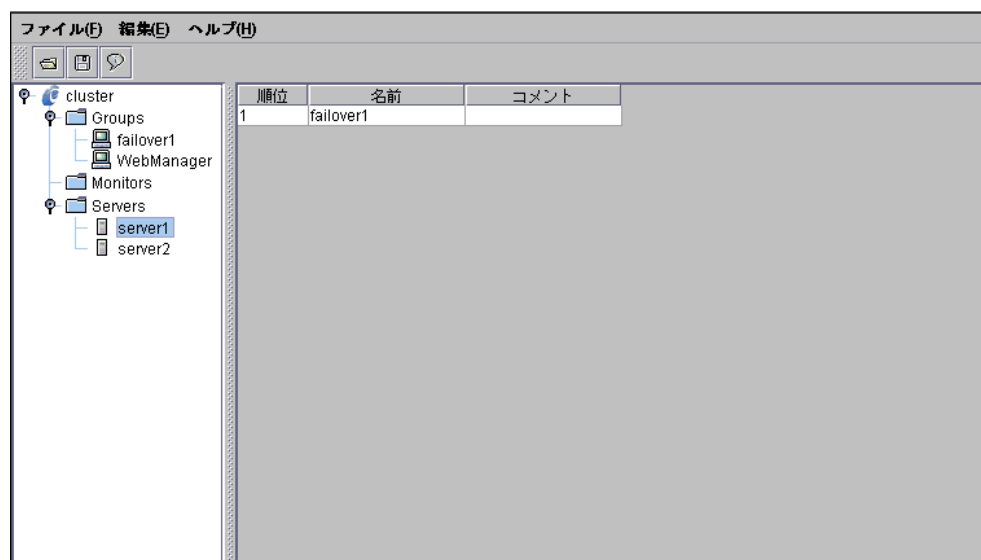 ファイル(F) 編集(E) ヘルプ(H)
cluster
Groups
failover1
WebManager
Monitors
Servers
server1
server2
順位 名前 コメント
1 failover1